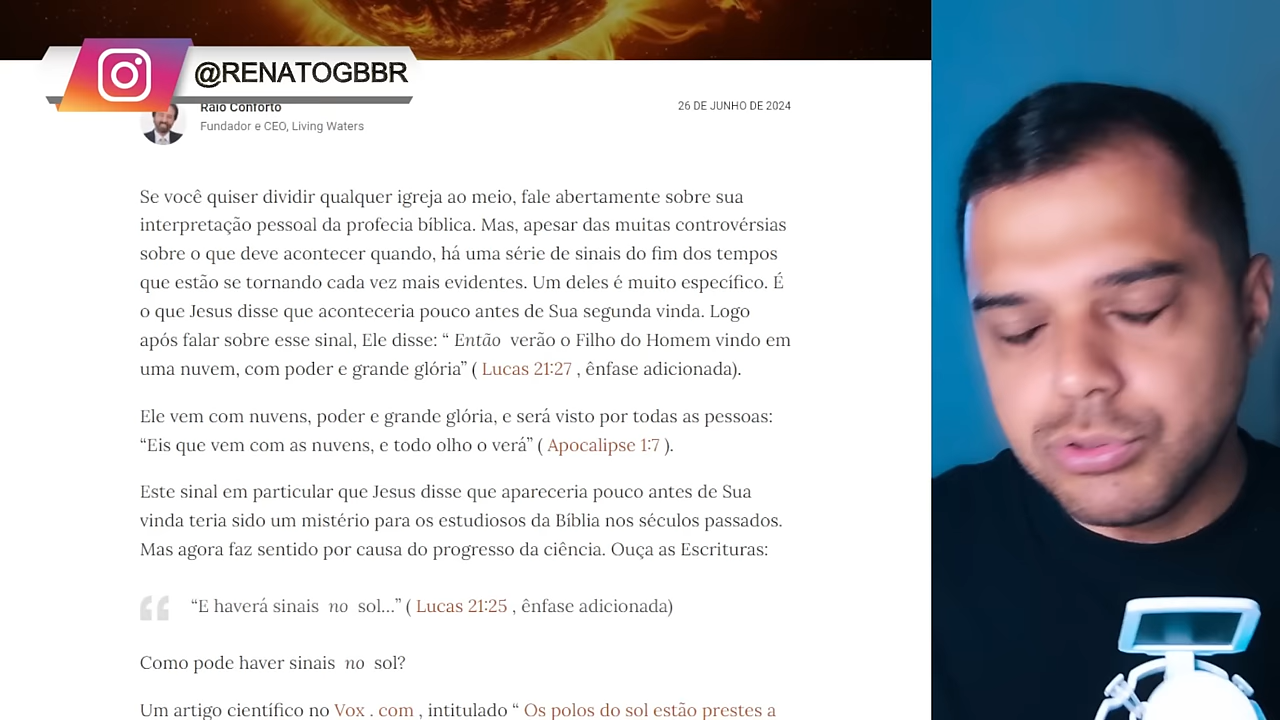 @RENATOGBBR
Raio Conforto
26 DE JUNHO DE 2024
Fundador e CEO, Living Waters
Se você quiser dividir qualquer igreja ao meio, fale abertamente sobre sua
interpretação pessoal da profecia bíblica. Mas, apesar das muitas controvérsias
sobre o que deve acontecer quando, há uma série de sinais do fim dos tempos
que estão se tornando cada vez mais evidentes. Um deles é muito específico. É
o que Jesus disse que aconteceria pouco antes de Sua segunda vinda. Logo
após falar sobre esse sinal, Ele disse: “ Então verão o Filho do Homem vindo em
uma nuvem, com poder e grande glória” ( Lucas 21:27 , ênfase adicionada).
Ele vem com nuvens, poder e grande glória, e será visto por todas as pessoas:
“Eis que vem com as nuvens, e todo olho o verá” ( Apocalipse 1:7 ).
Este sinal em particular que Jesus disse que apareceria pouco antes de Sua
vinda teria sido um mistério para os estudiosos da Bíblia nos séculos passados.
Mas agora faz sentido por causa do progresso da ciência. Ouça as Escrituras:
“E haverá sinais no sol...” ( Lucas 21:25 , ênfase adicionada)
Como pode haver sinais no sol?
Um artigo científico no Vox . com , intitulado “ Os polos do sol estão prestes a